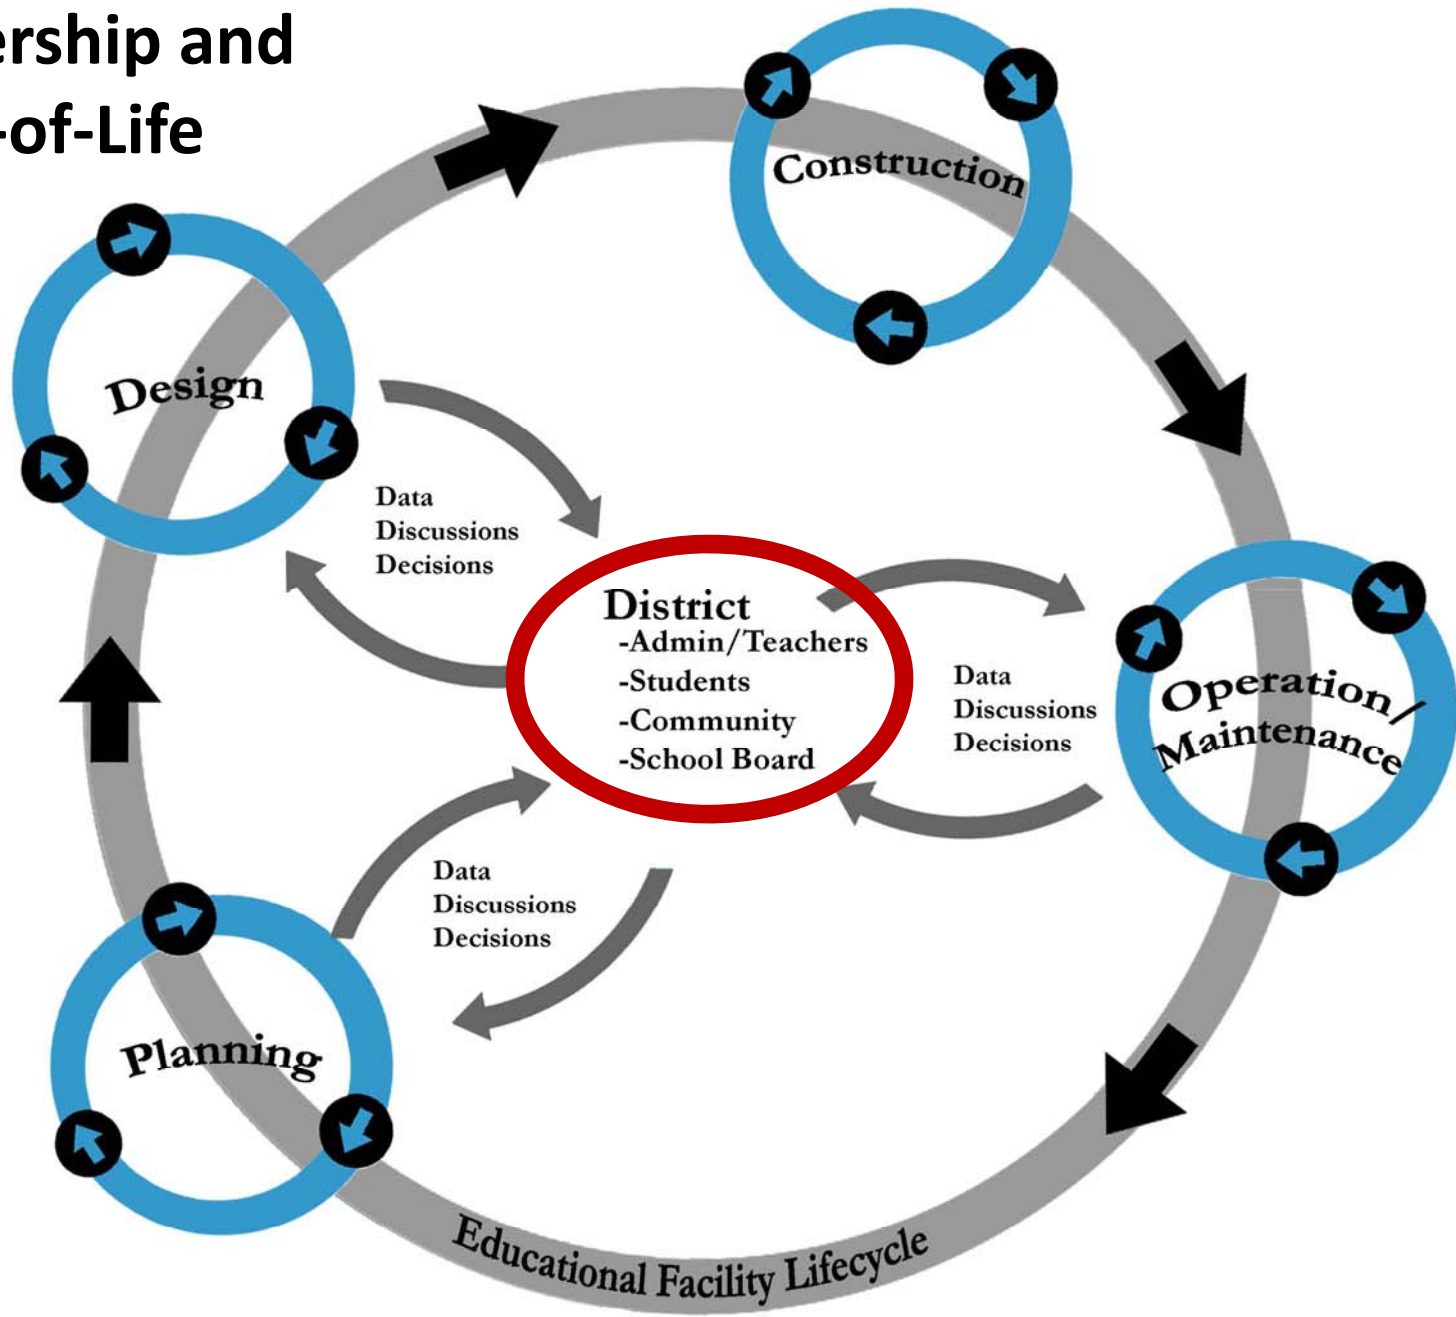 ership and
-of-Life
Construction
Design
Data
Discussions
Decisions
District
-Admin/Teachers
-Students
-Community
-School Board
Data
Discussions
Decisions
Operation/
Maintenance
Data
Discussions
Decisions
Planning
Educational Facility Lifecycle